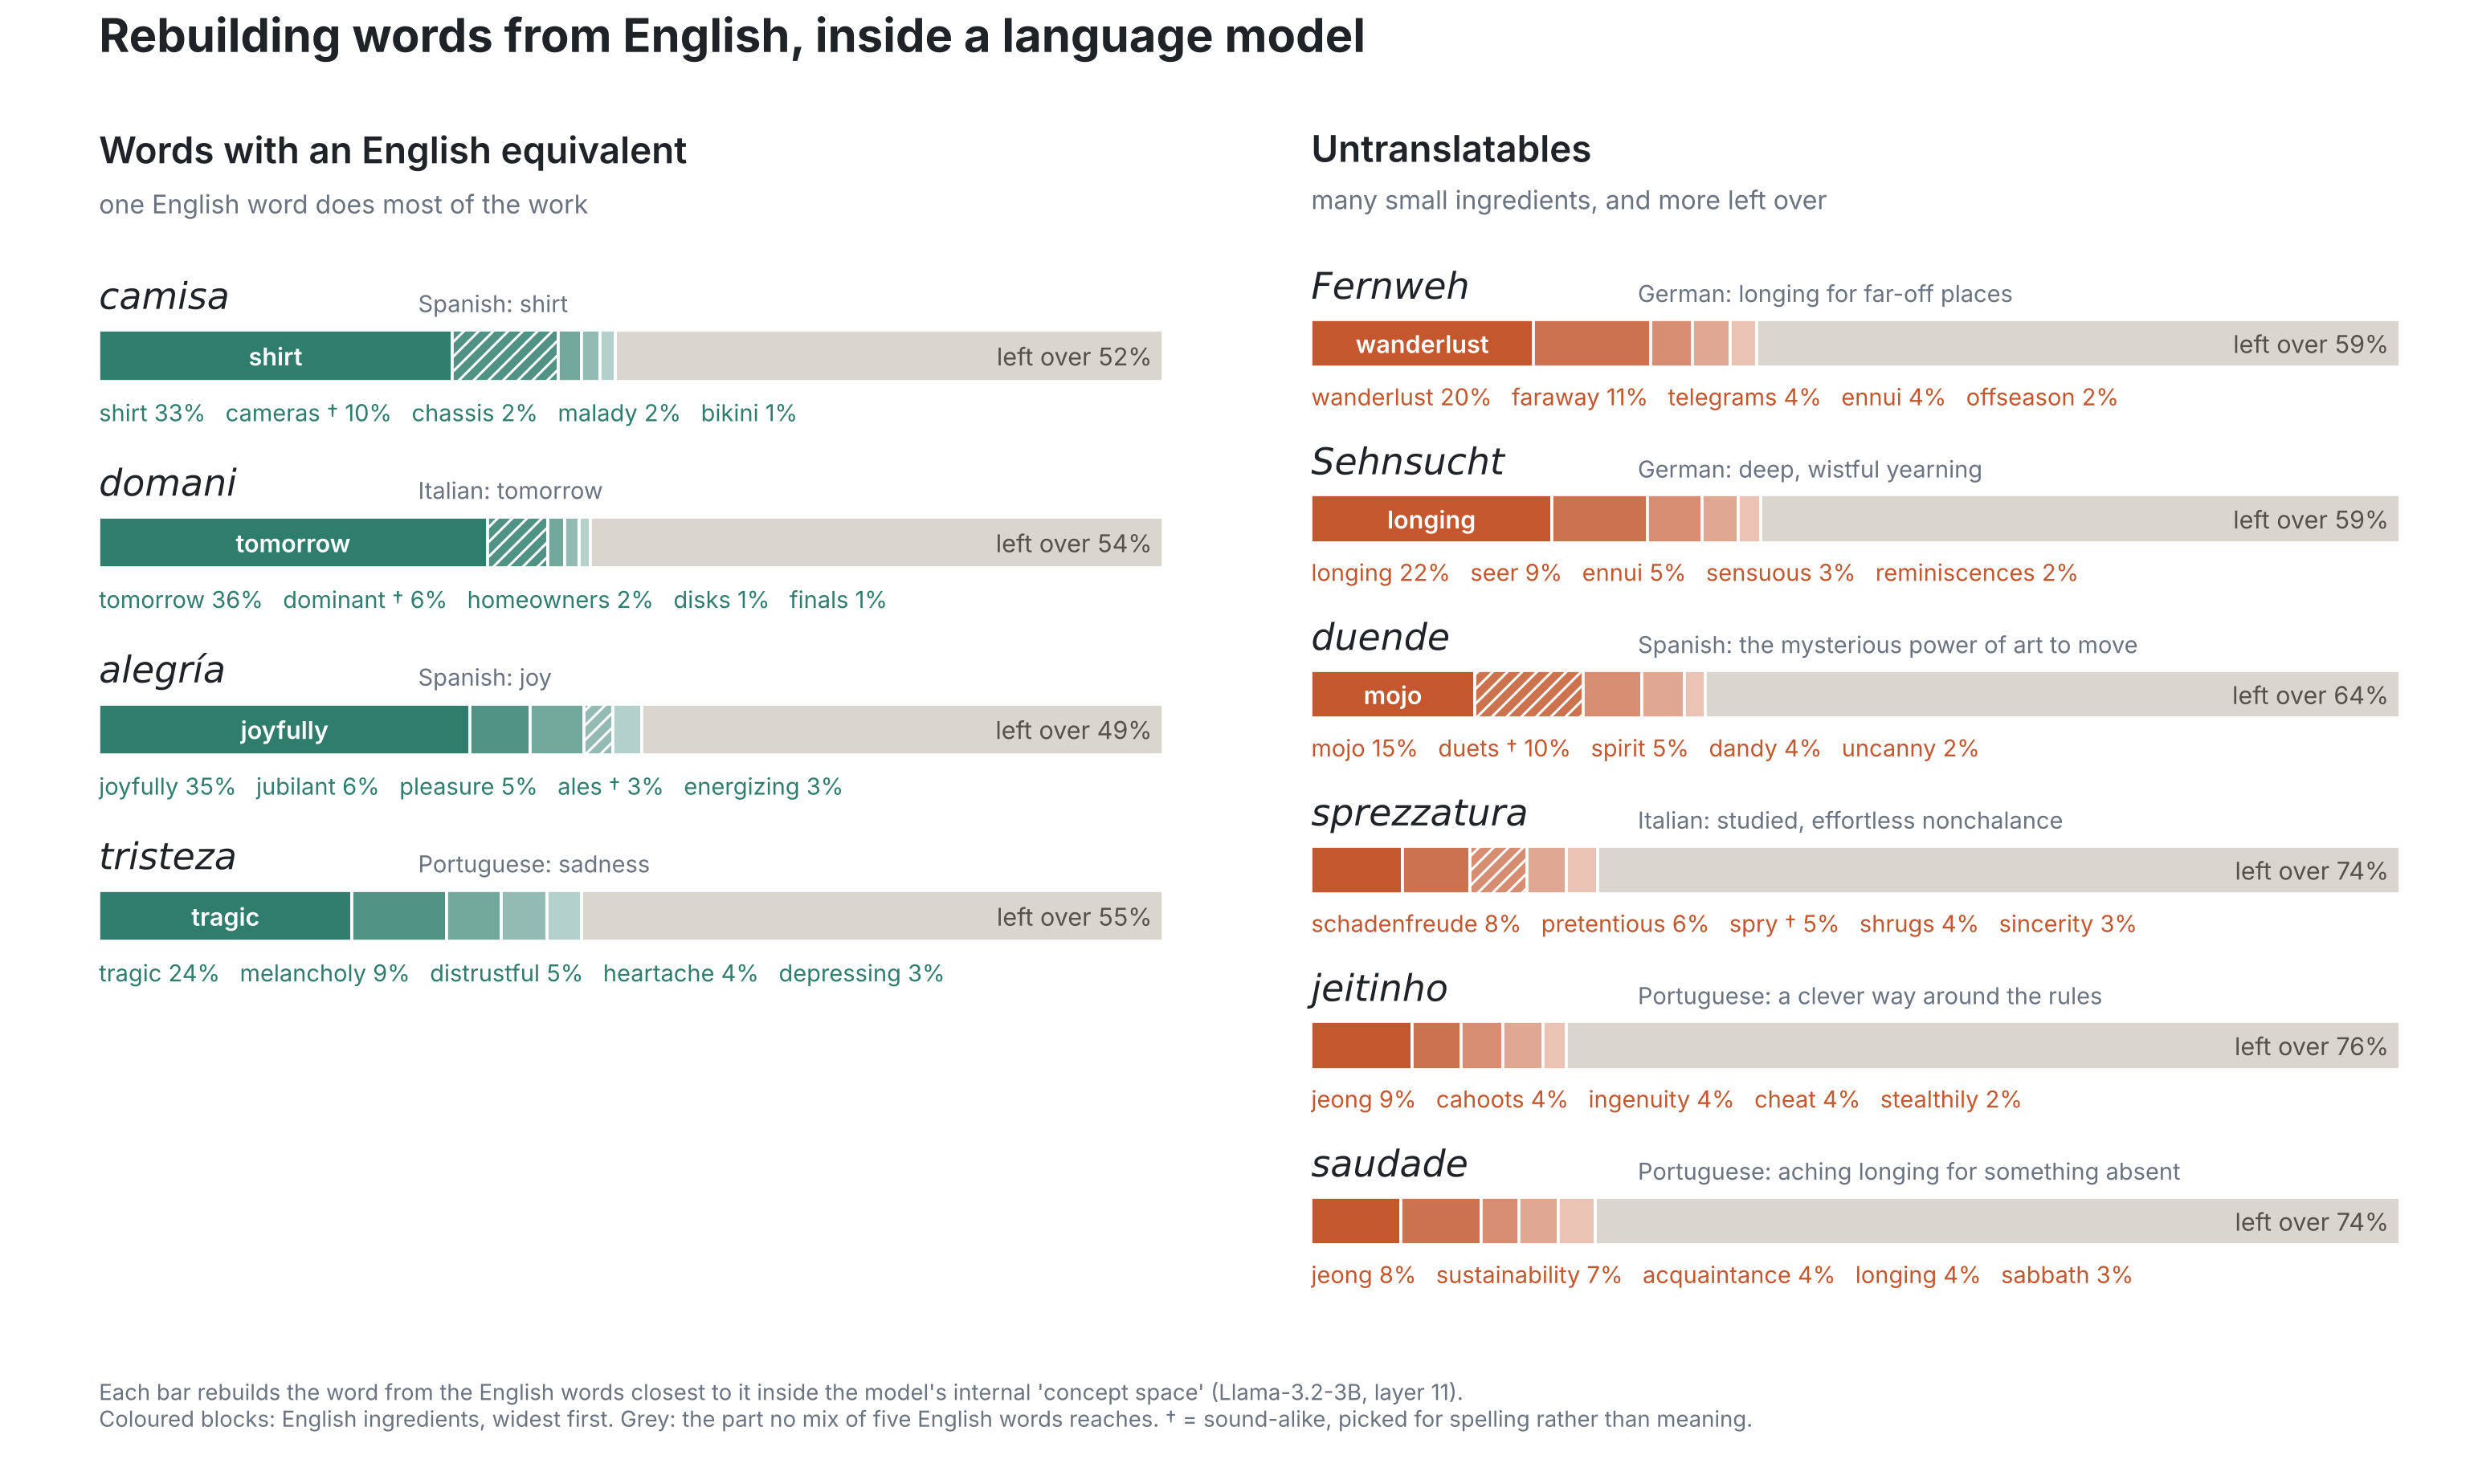 Rebuilding words from English, inside a language model
Words with an English equivalent
one English word does most of the work
camisa Spanish: shirt
shirt left over 52%
shirt 33% cameras † 10% chassis 2% malady 2% bikini 1%
domani Italian: tomorrow
tomorrow left over 54%
tomorrow 36% dominant † 6% homeowners 2% disks 1% finals 1%
alegría Spanish: joy
joyfully left over 49%
joyfully 35% jubilant 6% pleasure 5% ales † 3% energizing 3%
tristeza Portuguese: sadness
tragic left over 55%
tragic 24% melancholy 9% distrustful 5% heartache 4% depressing 3%
Untranslatables
many small ingredients, and more left over
Fernweh German: longing for far-off places
wanderlust left over 59%
wanderlust 20% faraway 11% telegrams 4% ennui 4% offseason 2%
Sehnsucht German: deep, wistful yearning
longing left over 59%
longing 22% seer 9% ennui 5% sensuous 3% reminiscences 2%
duende Spanish: the mysterious power of art to move
mojo left over 64%
mojo 15% duets † 10% spirit 5% dandy 4% uncanny 2%
sprezzatura Italian: studied, effortless nonchalance
left over 74%
schadenfreude 8% pretentious 6% spry † 5% shrugs 4% sincerity 3%
jeitinho Portuguese: a clever way around the rules
left over 76%
jeong 9% cahoots 4% ingenuity 4% cheat 4% stealthily 2%
saudade Portuguese: aching longing for something absent
left over 74%
jeong 8% sustainability 7% acquaintance 4% longing 4% sabbath 3%
Each bar rebuilds the word from the English words closest to it inside the model's internal 'concept space' (Llama-3.2-3B, layer 11).
Coloured blocks: English ingredients, widest first. Grey: the part no mix of five English words reaches. † = sound-alike, picked for spelling rather than meaning.